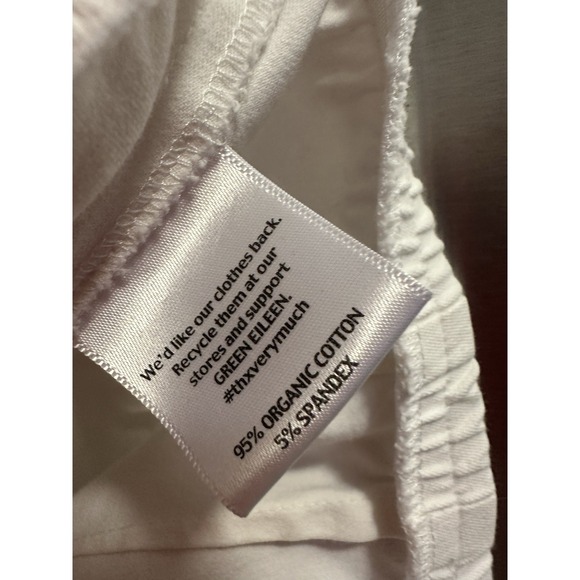 We'd like our clothes back.
Recycle them at our
stores and support
GREEN EILEEN.
#thxverymuch
95% ORGANIC COTTON
5% SPANDEX